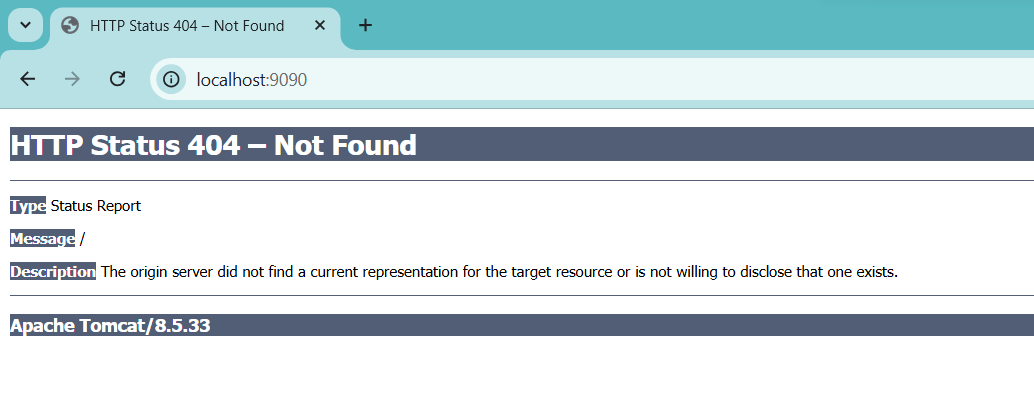 HTTP Status 404 – Not Found
localhost:9090
HTTP Status 404 – Not Found
Type Status Report
Message /
Description The origin server did not find a current representation for the target resource or is not willing to disclose that one exists.
Apache Tomcat/8.5.33